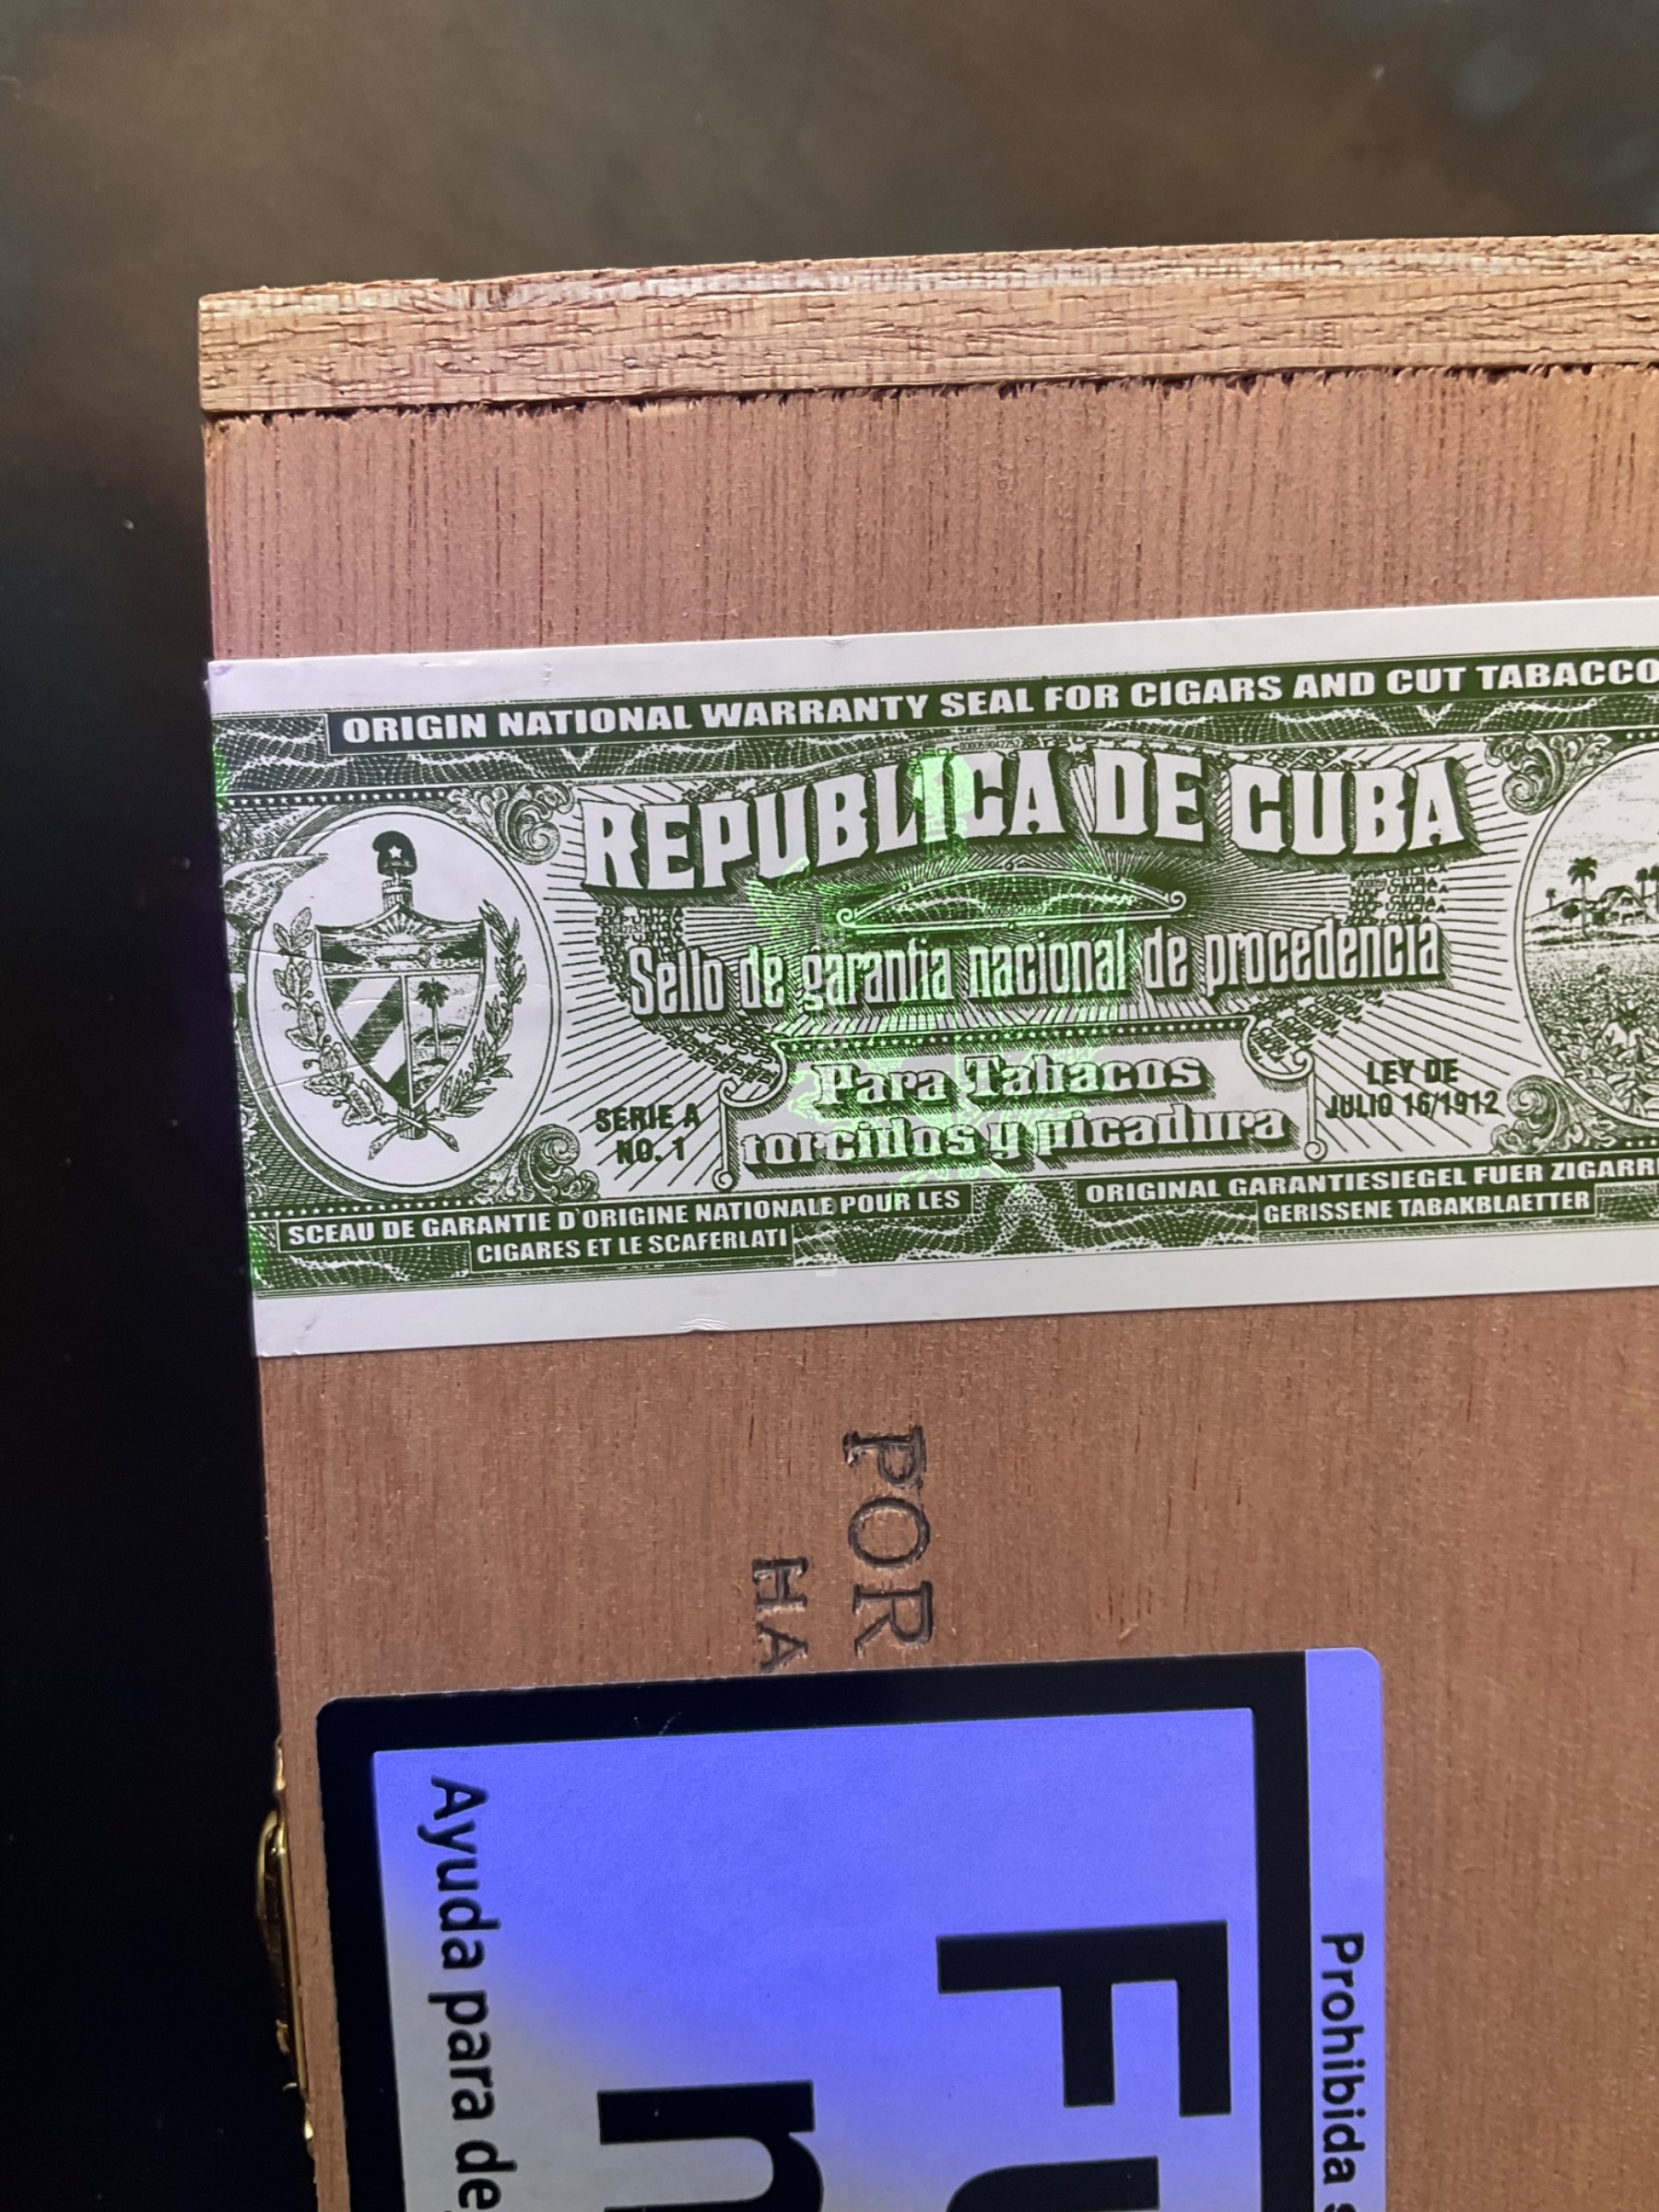 ORIGIN NATIONAL WARRANTY SEAL FOR CIGARS AND CUT TABACCO
000059042252
REPUBLICA DE CUBA
Sello de garantia nacional de procedencia
Para Tabacos
torcidos y picadura
SERIE A
NO. 1
LEY DE
JULIO 16/1912
SCEAU DE GARANTIE D'ORIGINE NATIONALE POUR LES
CIGARES ET LE SCAFERLATI
ORIGINAL GARANTIESIEGEL FUER ZIGARR
GERISSENE TABAKBLAETTER
POR
HA
Prohibida
Fu
m
Ayuda para de